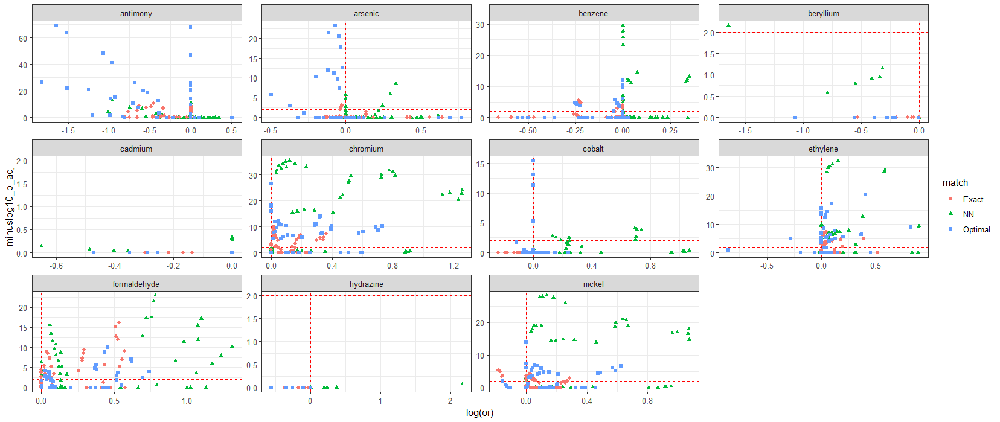 antimony
arsenic
benzene
beryllium
60
40
20
0
-1.5 -1.0 -0.5 0.0 0.5
20
15
10
5
0
-0.5 0.0 0.5
30
20
10
0
-0.50 -0.25 0.00 0.25
2.0
1.5
1.0
0.5
0.0
-1.5 -1.0 -0.5 0.0
cadmium
chromium
cobalt
ethylene
2.0
1.5
1.0
0.5
0.0
-0.6 -0.4 -0.2 0.0
30
20
10
0
0.0 0.4 0.8 1.2
15
10
5
0
0.0 0.4 0.8
30
20
10
0
-0.5 0.0 0.5
formaldehyde
hydrazine
nickel
20
15
10
5
0
0.0 0.5 1.0
2.0
1.5
1.0
0.5
0.0
0 1 2
20
10
0
0.0 0.4 0.8
minuslog10_p_adj
log(or)
match
Exact
NN
Optimal